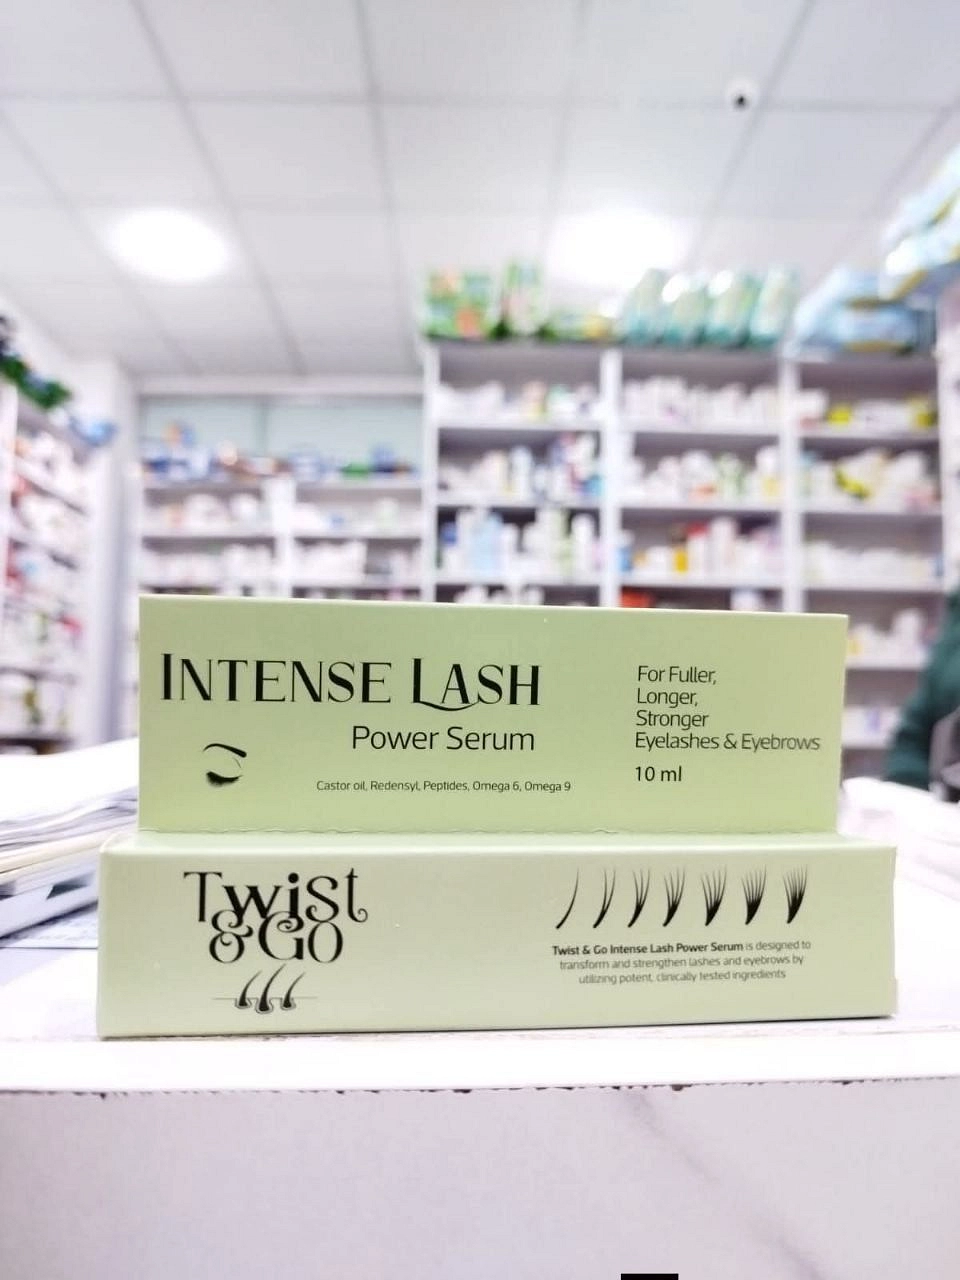 INTENSE LASH
Power Serum
Castor oil, Redensyl, Peptides, Omega 6, Omega 9
For Fuller,
Longer,
Stronger
Eyelashes & Eyebrows
10 ml
Twist
& Go
Twist & Go Intense Lash Power Serum is designed to
transform and strengthen lashes and eyebrows by
utilizing potent, clinically tested ingredients